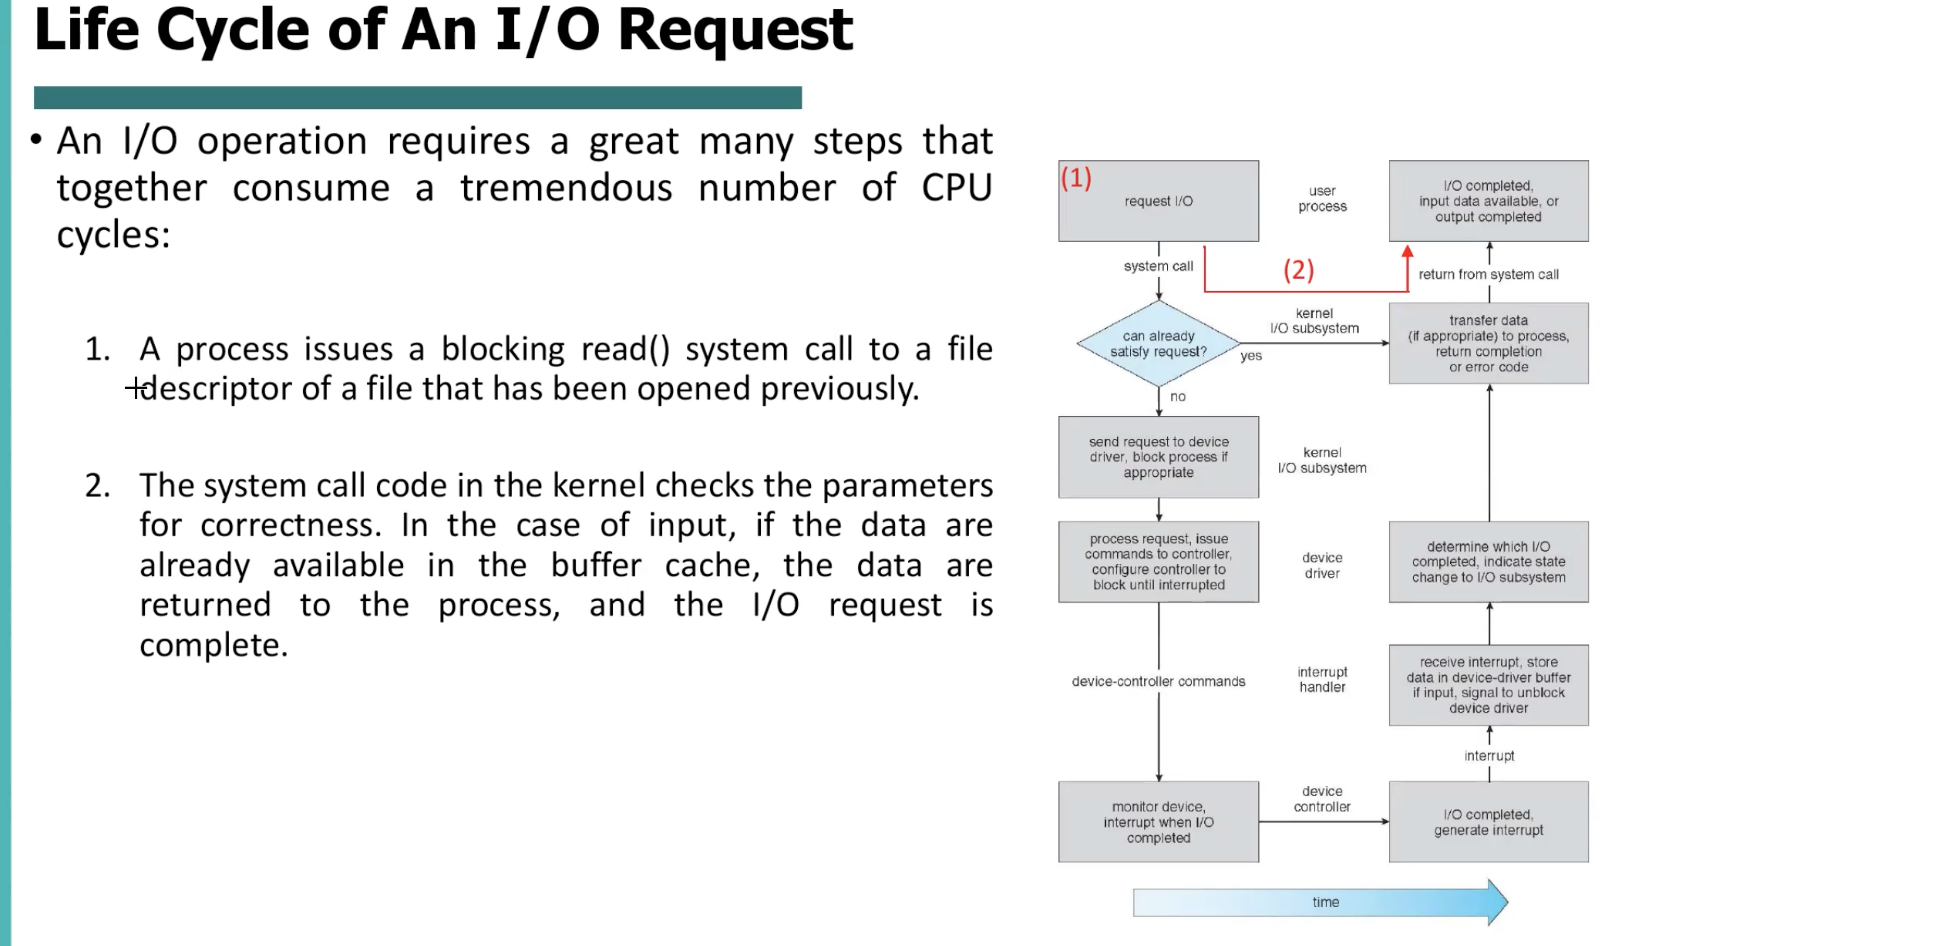 Life Cycle of An I/O Request
• An I/O operation requires a great many steps that
together consume a tremendous number of CPU
cycles:
1. A process issues a blocking read() system call to a file
descriptor of a file that has been opened previously.
2. The system call code in the kernel checks the parameters
for correctness. In the case of input, if the data are
already available in the buffer cache, the data are
returned to the process, and the I/O request is
complete.
(1)
request I/O
user
process
I/O completed,
input data available, or
output completed
system call
(2)
return from system call
kernel
I/O subsystem
can already
satisfy request?
yes
transfer data
(if appropriate) to process,
return completion
or error code
no
send request to device
driver, block process if
appropriate
kernel
I/O subsystem
process request, issue
commands to controller,
configure controller to
block until interrupted
device
driver
determine which I/O
completed, indicate state
change to I/O subsystem
device-controller commands
interrupt
handler
receive interrupt, store
data in device-driver buffer
if input, signal to unblock
device driver
interrupt
monitor device,
interrupt when I/O
completed
device
controller
I/O completed,
generate interrupt
time